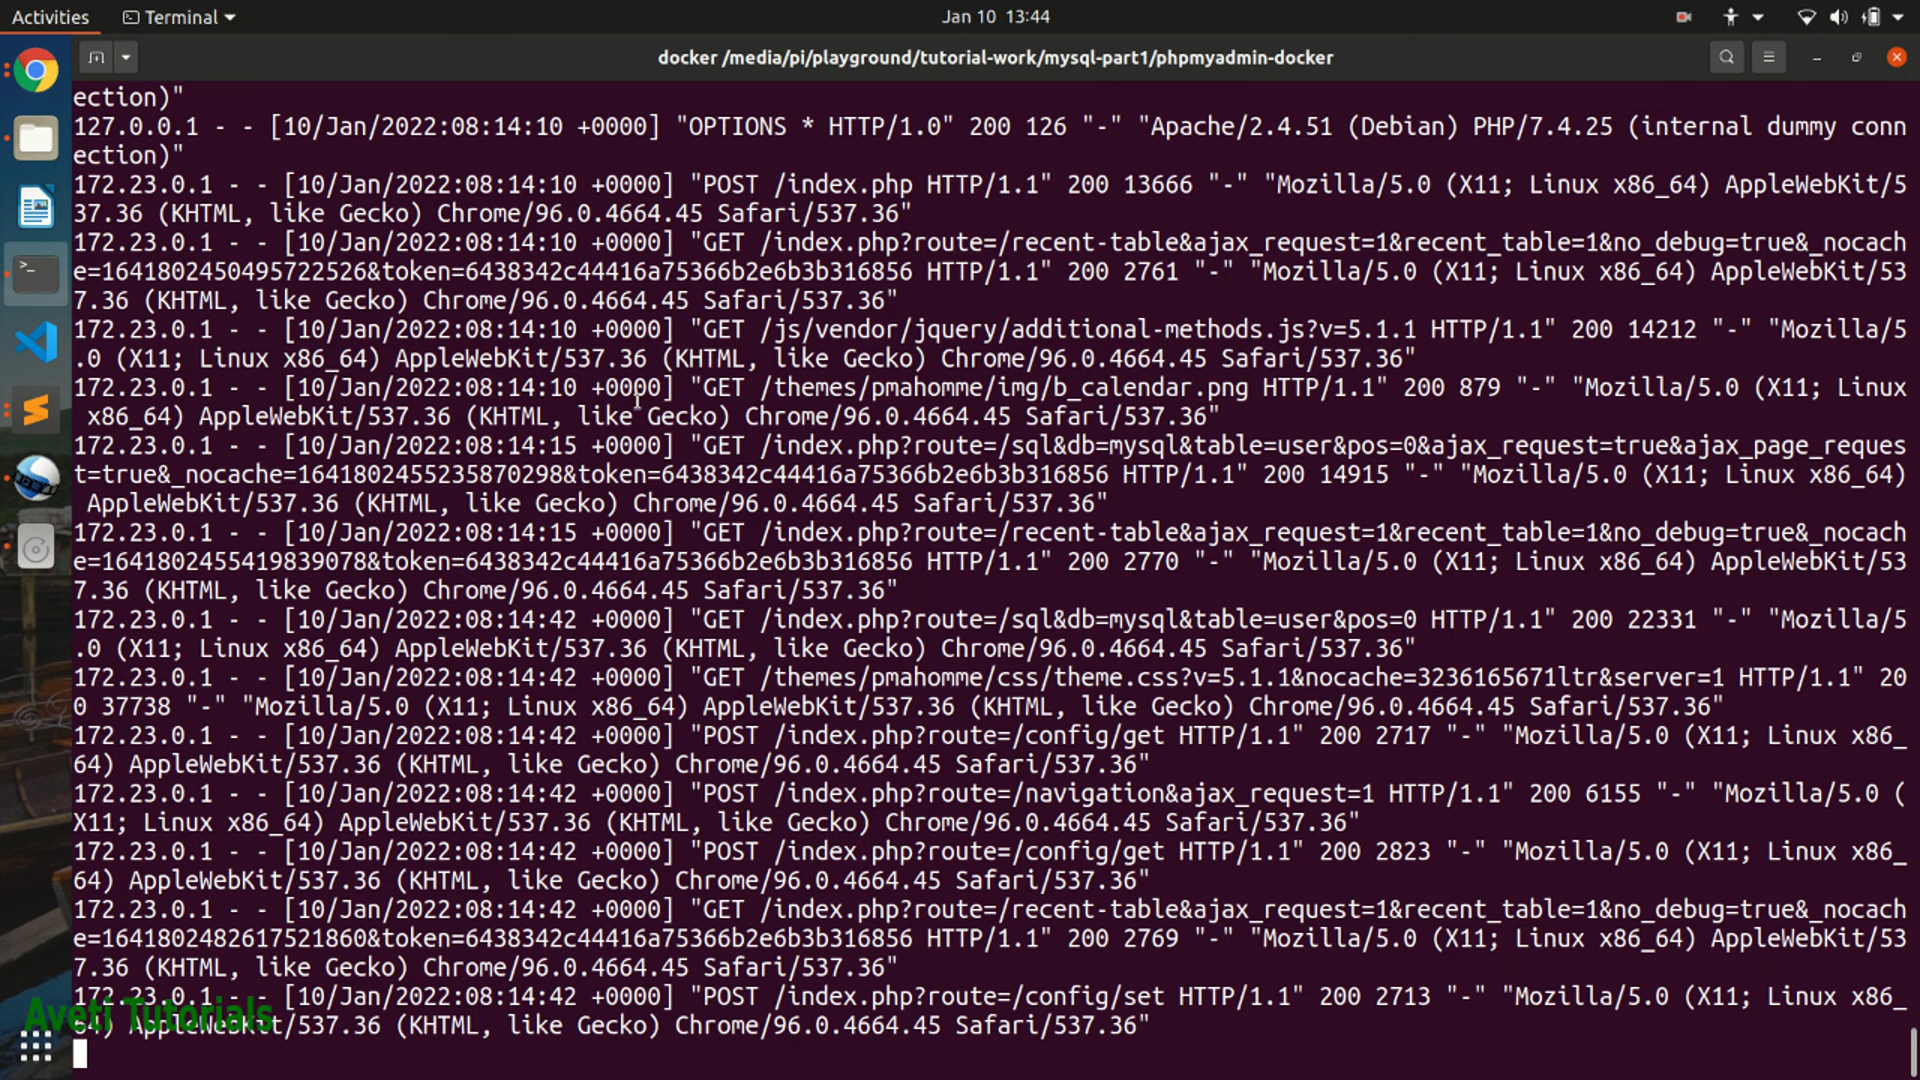 Activities Terminal Jan 10 13:44
docker /media/pi/playground/tutorial-work/mysql-part1/phpmyadmin-docker
ection)"
127.0.0.1 - - [10/Jan/2022:08:14:10 +0000] "OPTIONS * HTTP/1.0" 200 126 "-" "Apache/2.4.51 (Debian) PHP/7.4.25 (internal dummy conn
ection)"
172.23.0.1 - - [10/Jan/2022:08:14:10 +0000] "POST /index.php HTTP/1.1" 200 13666 "-" "Mozilla/5.0 (X11; Linux x86_64) AppleWebKit/5
37.36 (KHTML, like Gecko) Chrome/96.0.4664.45 Safari/537.36"
172.23.0.1 - - [10/Jan/2022:08:14:10 +0000] "GET /index.php?route=/recent-table&ajax_request=1&recent_table=1&no_debug=true&_nocach
e=1641802450495722526&token=6438342c44416a75366b2e6b3b316856 HTTP/1.1" 200 2761 "-" "Mozilla/5.0 (X11; Linux x86_64) AppleWebKit/53
7.36 (KHTML, like Gecko) Chrome/96.0.4664.45 Safari/537.36"
172.23.0.1 - - [10/Jan/2022:08:14:10 +0000] "GET /js/vendor/jquery/additional-methods.js?v=5.1.1 HTTP/1.1" 200 14212 "-" "Mozilla/5
.0 (X11; Linux x86_64) AppleWebKit/537.36 (KHTML, like Gecko) Chrome/96.0.4664.45 Safari/537.36"
172.23.0.1 - - [10/Jan/2022:08:14:10 +0000] "GET /themes/pmahomme/img/b_calendar.png HTTP/1.1" 200 879 "-" "Mozilla/5.0 (X11; Linux
 x86_64) AppleWebKit/537.36 (KHTML, like Gecko) Chrome/96.0.4664.45 Safari/537.36"
172.23.0.1 - - [10/Jan/2022:08:14:15 +0000] "GET /index.php?route=/sql&db=mysql&table=user&pos=0&ajax_request=true&ajax_page_reques
t=true&_nocache=1641802455235870298&token=6438342c44416a75366b2e6b3b316856 HTTP/1.1" 200 14915 "-" "Mozilla/5.0 (X11; Linux x86_64)
 AppleWebKit/537.36 (KHTML, like Gecko) Chrome/96.0.4664.45 Safari/537.36"
172.23.0.1 - - [10/Jan/2022:08:14:15 +0000] "GET /index.php?route=/recent-table&ajax_request=1&recent_table=1&no_debug=true&_nocach
e=1641802455419839078&token=6438342c44416a75366b2e6b3b316856 HTTP/1.1" 200 2770 "-" "Mozilla/5.0 (X11; Linux x86_64) AppleWebKit/53
7.36 (KHTML, like Gecko) Chrome/96.0.4664.45 Safari/537.36"
172.23.0.1 - - [10/Jan/2022:08:14:42 +0000] "GET /index.php?route=/sql&db=mysql&table=user&pos=0 HTTP/1.1" 200 22331 "-" "Mozilla/5
.0 (X11; Linux x86_64) AppleWebKit/537.36 (KHTML, like Gecko) Chrome/96.0.4664.45 Safari/537.36"
172.23.0.1 - - [10/Jan/2022:08:14:42 +0000] "GET /themes/pmahomme/css/theme.css?v=5.1.1&nocache=3236165671ltr&server=1 HTTP/1.1" 20
0 37738 "-" "Mozilla/5.0 (X11; Linux x86_64) AppleWebKit/537.36 (KHTML, like Gecko) Chrome/96.0.4664.45 Safari/537.36"
172.23.0.1 - - [10/Jan/2022:08:14:42 +0000] "POST /index.php?route=/config/get HTTP/1.1" 200 2717 "-" "Mozilla/5.0 (X11; Linux x86_
64) AppleWebKit/537.36 (KHTML, like Gecko) Chrome/96.0.4664.45 Safari/537.36"
172.23.0.1 - - [10/Jan/2022:08:14:42 +0000] "POST /index.php?route=/navigation&ajax_request=1 HTTP/1.1" 200 6155 "-" "Mozilla/5.0 (
X11; Linux x86_64) AppleWebKit/537.36 (KHTML, like Gecko) Chrome/96.0.4664.45 Safari/537.36"
172.23.0.1 - - [10/Jan/2022:08:14:42 +0000] "POST /index.php?route=/config/get HTTP/1.1" 200 2823 "-" "Mozilla/5.0 (X11; Linux x86_
64) AppleWebKit/537.36 (KHTML, like Gecko) Chrome/96.0.4664.45 Safari/537.36"
172.23.0.1 - - [10/Jan/2022:08:14:42 +0000] "GET /index.php?route=/recent-table&ajax_request=1&recent_table=1&no_debug=true&_nocach
e=1641802482617521860&token=6438342c44416a75366b2e6b3b316856 HTTP/1.1" 200 2769 "-" "Mozilla/5.0 (X11; Linux x86_64) AppleWebKit/53
7.36 (KHTML, like Gecko) Chrome/96.0.4664.45 Safari/537.36"
172.23.0.1 - - [10/Jan/2022:08:14:42 +0000] "POST /index.php?route=/config/set HTTP/1.1" 200 2713 "-" "Mozilla/5.0 (X11; Linux x86_
64) AppleWebKit/537.36 (KHTML, like Gecko) Chrome/96.0.4664.45 Safari/537.36"
Aveti Tutorials